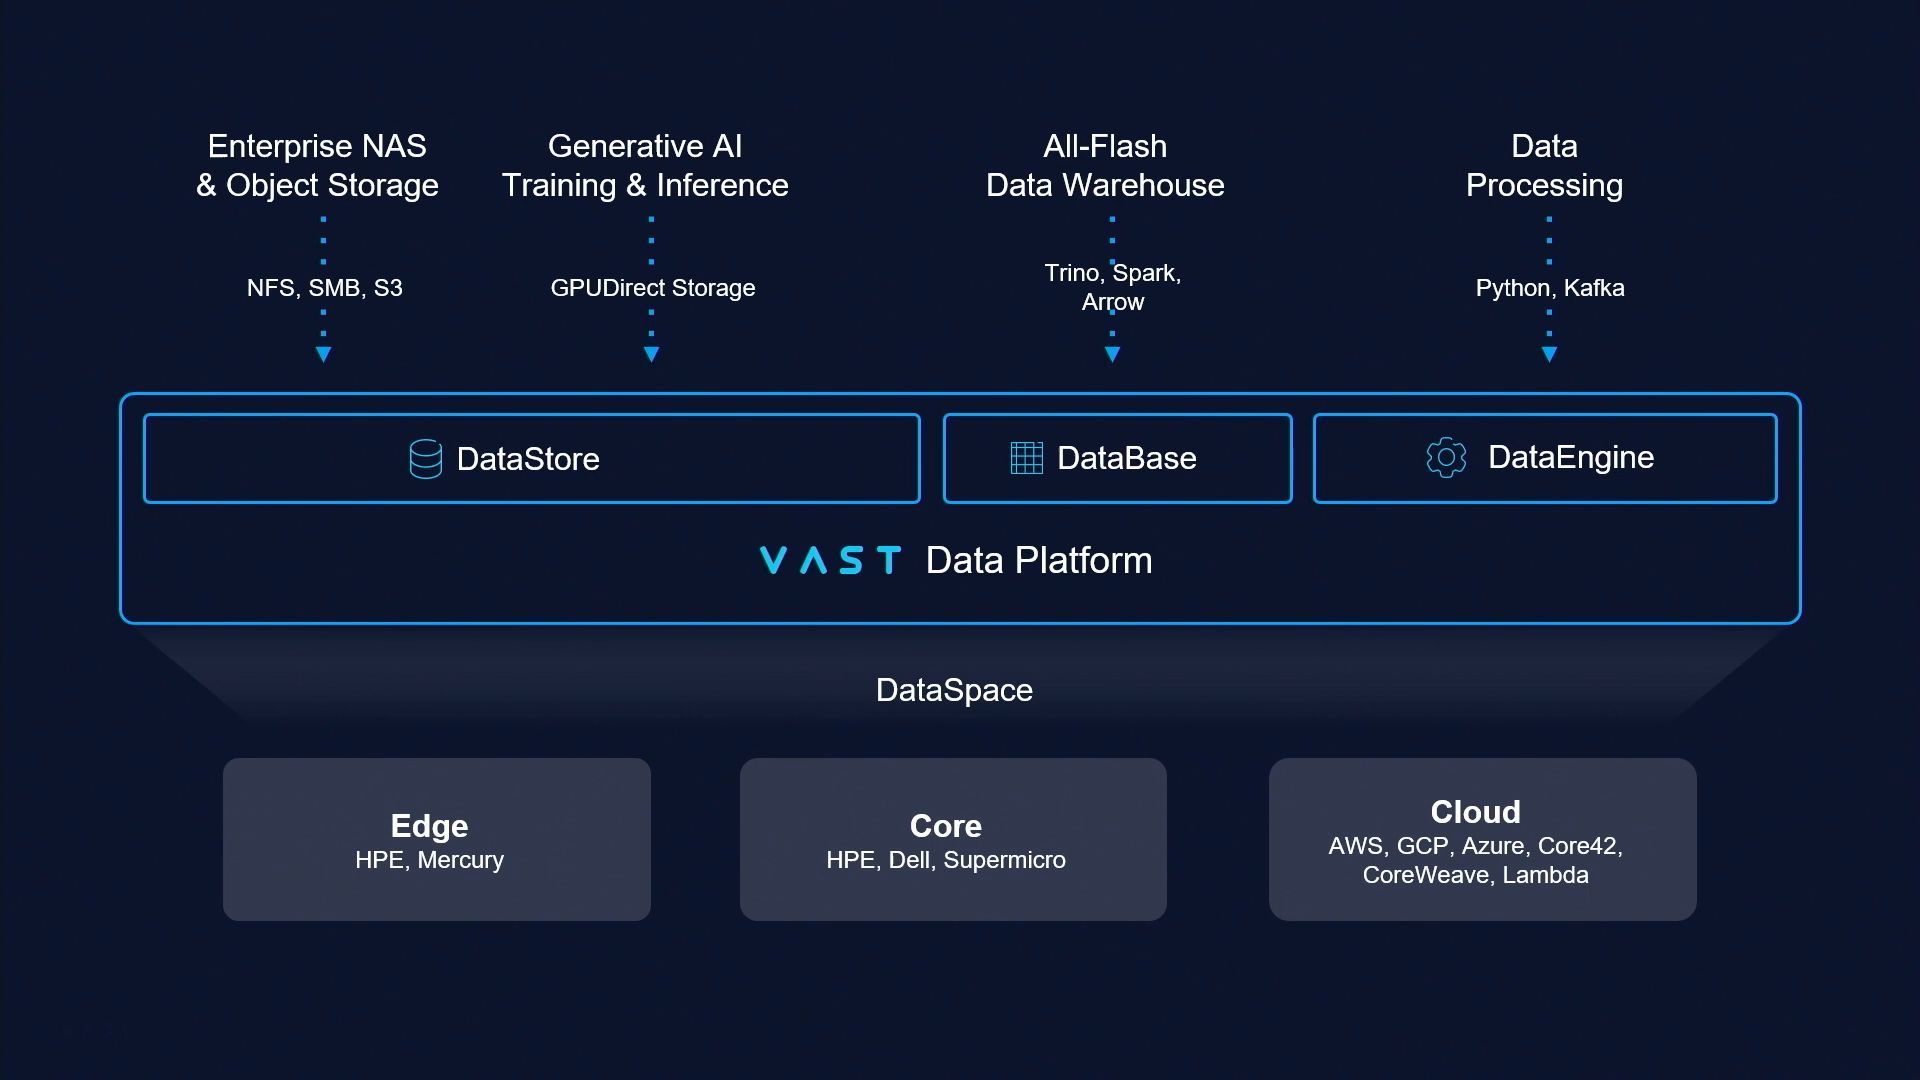 Enterprise NAS
& Object Storage
Generative AI
Training & Inference
All-Flash
Data Warehouse
Data
Processing
NFS, SMB, S3
GPUDirect Storage
Trino, Spark,
Arrow
Python, Kafka
DataStore
DataBase
DataEngine
VAST Data Platform
DataSpace
Edge
HPE, Mercury
Core
HPE, Dell, Supermicro
Cloud
AWS, GCP, Azure, Core42,
CoreWeave, Lambda